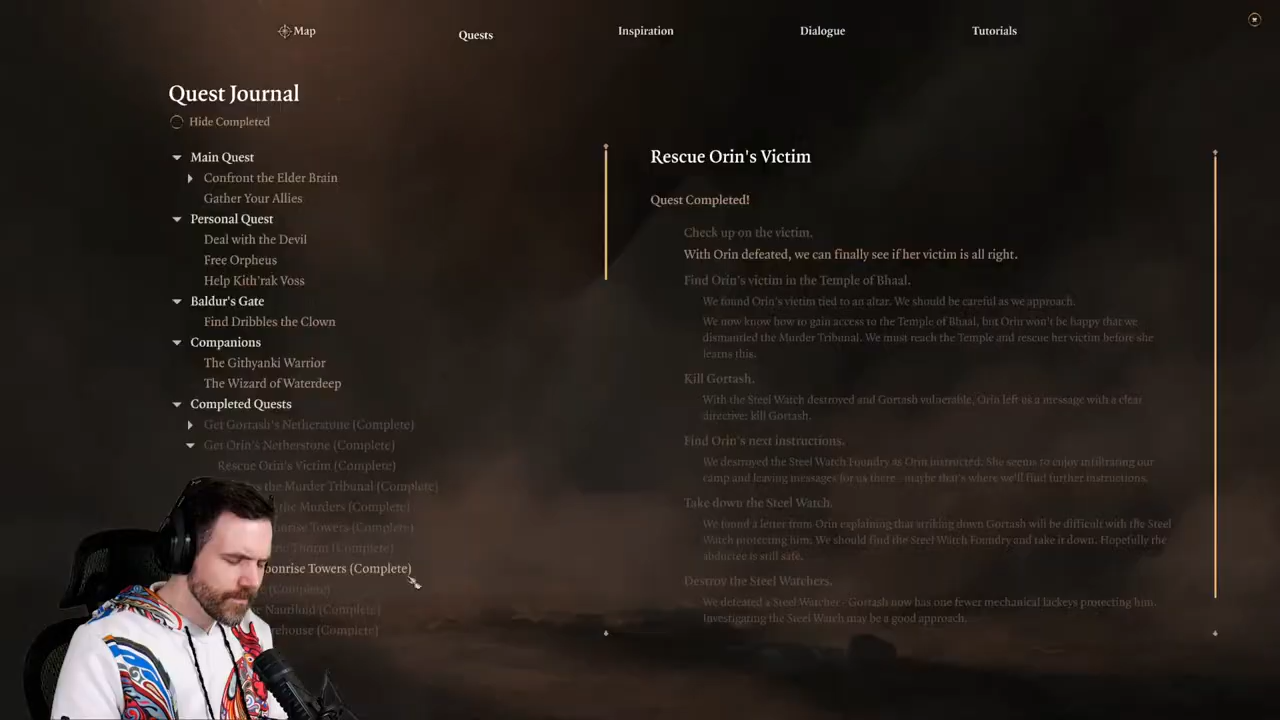 Map
Quests
Inspiration
Dialogue
Tutorials
Quest Journal
Hide Completed
Main Quest
Confront the Elder Brain
Gather Your Allies
Personal Quest
Deal with the Devil
Free Orpheus
Help Kith'rak Voss
Baldur's Gate
Find Dribbles the Clown
Companions
The Githyanki Warrior
The Wizard of Waterdeep
Completed Quests
Get Gortash's Netherstone (Complete)
Get Orin's Netherstone (Complete)
Rescue Orin's Victim (Complete)
the Murder Tribunal (Complete)
the Murders (Complete)
Towers (Complete)
Thorm (Complete)
oonrise Towers (Complete)
(Complete)
Nautiloid (Complete)
(Complete)
Rescue Orin's Victim
Quest Completed!
Check up on the victim.
With Orin defeated, we can finally see if her victim is all right.
Find Orin's victim in the Temple of Bhaal.
We found Orin's victim tied to an altar. We should be careful as we approach.
We now know how to gain access to the Temple of Bhaal, but Orin won't be happy that we
dismantled the Murder Tribunal. We must reach the Temple and rescue her victim before she
learns this.
Kill Gortash.
With the Steel Watch destroyed and Gortash vulnerable, Orin left us a message with a clear
directive: kill Gortash.
Find Orin's next instructions.
We destroyed the Steel Watch Foundry as Orin instructed. She seems to enjoy infiltrating our
camp and leaving messages for us there - maybe that's where we'll find further instructions.
Take down the Steel Watch.
We found a letter from Orin explaining that striking down Gortash will be difficult with the Steel
Watch protecting him. We should find the Steel Watch Foundry and take it down. Hopefully the
abductee is still safe.
Destroy the Steel Watchers.
We defeated a Steel Watcher - Gortash now has one fewer mechanical lackeys protecting him.
Investigating the Steel Watch may be a good approach.